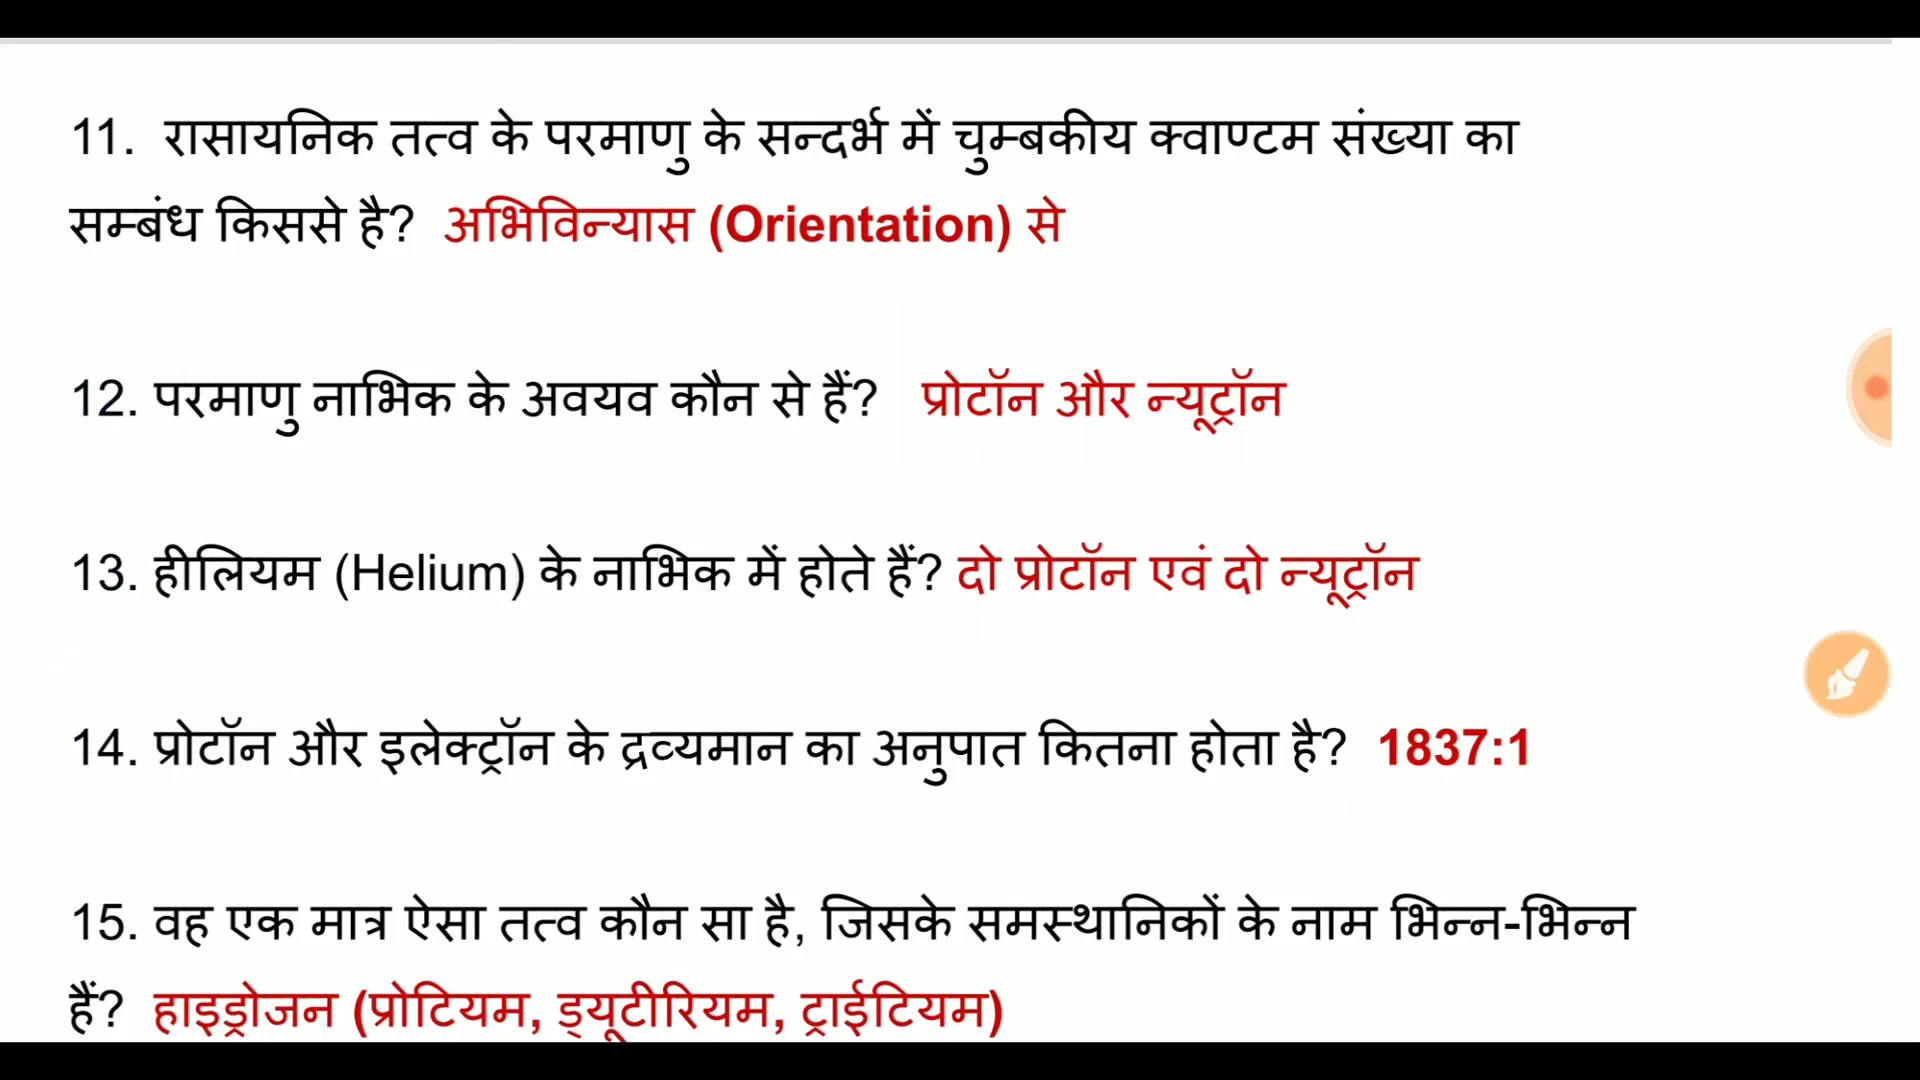 11. रासायनिक तत्व के परमाणु के सन्दर्भ में चुम्बकीय क्वाण्टम संख्या का
सम्बंध किससे है? अभिविन्यास (Orientation) से
12. परमाणु नाभिक के अवयव कौन से हैं? प्रोटॉन और न्यूट्रॉन
13. हीलियम (Helium) के नाभिक में होते हैं? दो प्रोटॉन एवं दो न्यूट्रॉन
14. प्रोटॉन और इलेक्ट्रॉन के द्रव्यमान का अनुपात कितना होता है? 1837:1
15. वह एक मात्र ऐसा तत्व कौन सा है, जिसके समस्थानिकों के नाम भिन्न-भिन्न
हैं? हाइड्रोजन (प्रोटियम, ड्यूटीरियम, ट्राईटियम)